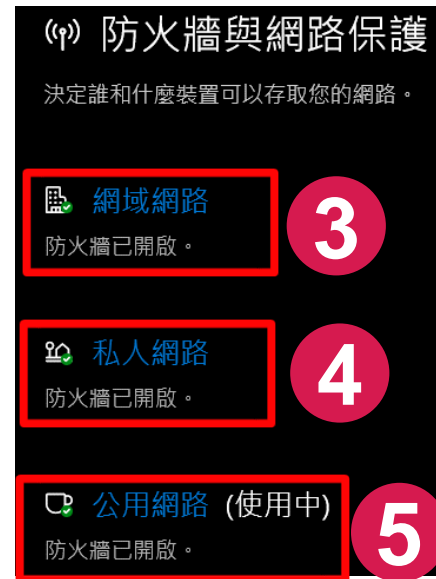 防火牆與網路保護
決定誰和什麼裝置可以存取您的網路。
網域網路
防火牆已開啟。
3
私人網路
防火牆已開啟。
4
公用網路 (使用中)
防火牆已開啟。
5